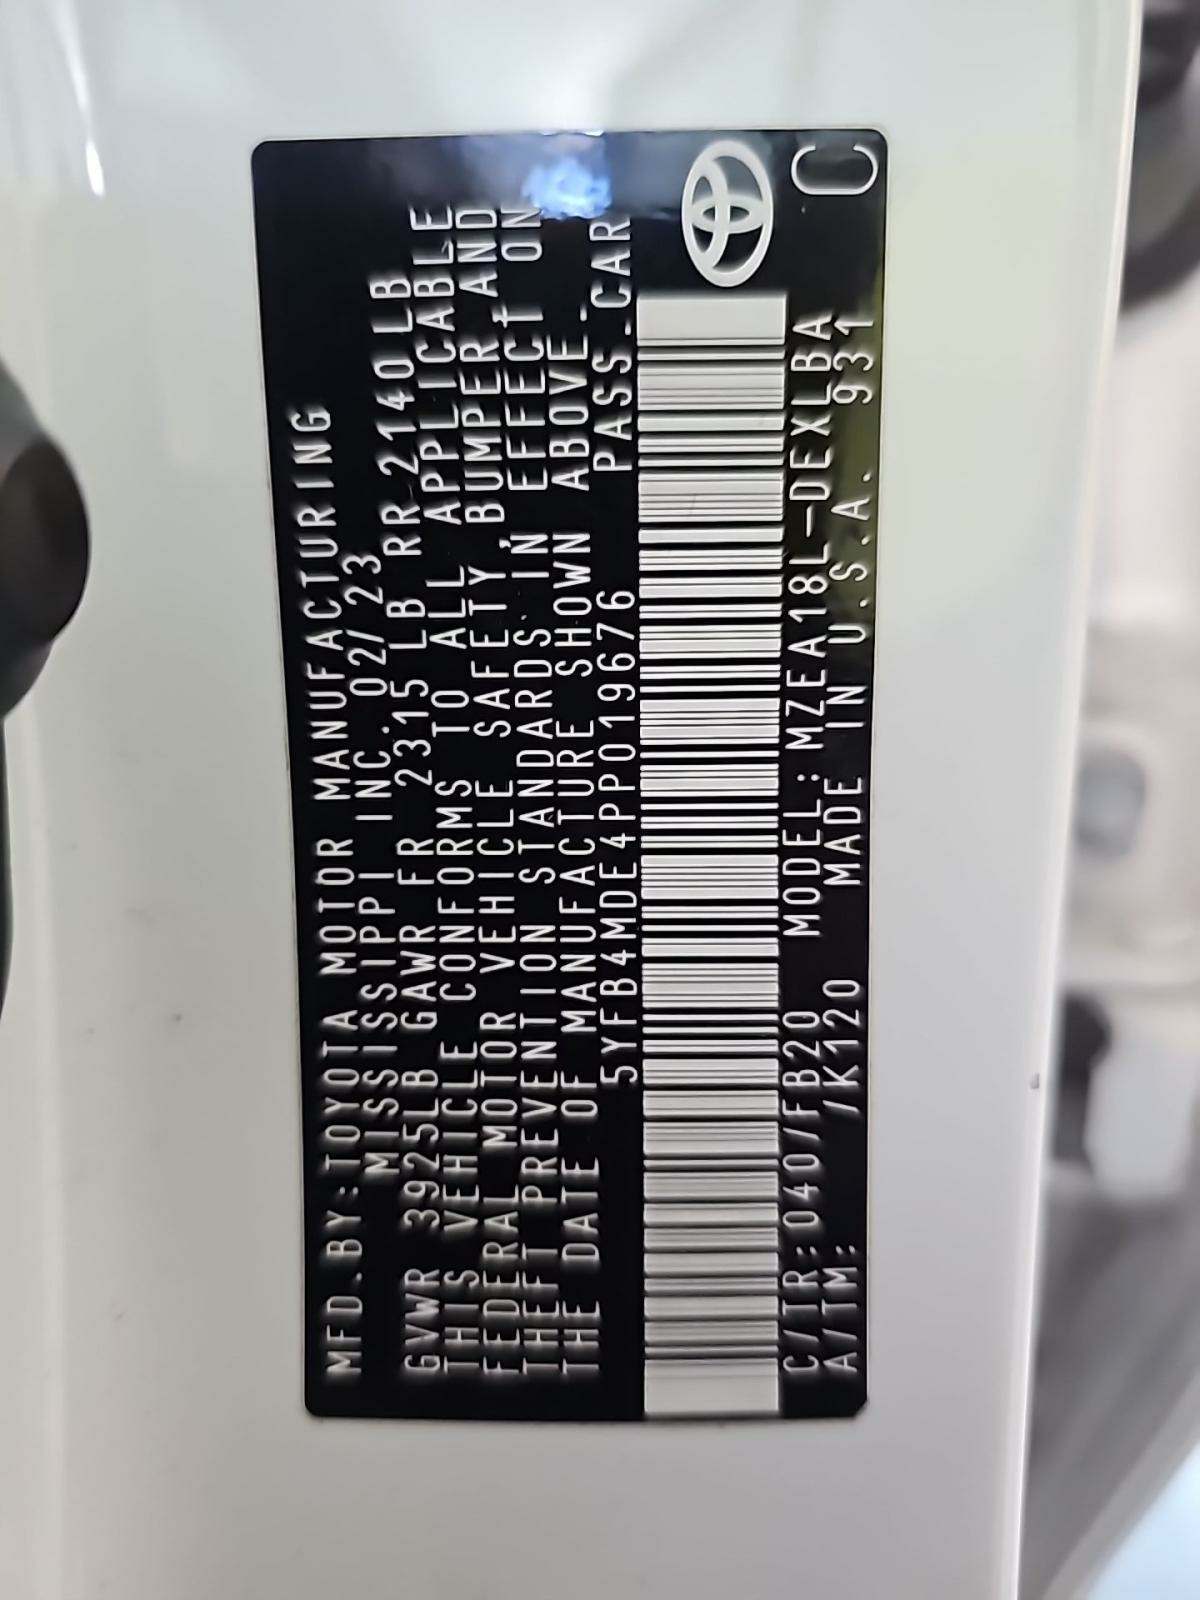 MFD.BY:TOYOTA MOTOR MANUFACTURING
MISSISSIPPI INC.02/23
GVWR 3925LB GAWR FR 2315 LB RR 2140LB
THIS VEHICLE CONFORMS TO ALL APPLICABLE
FEDERAL MOTOR VEHICLE SAFETY,BUMPER AND
THEFT PREVENTION STANDARDS IN EFFECT ON
THE DATE OF MANUFACTURE SHOWN ABOVE.
5YFB4MDE4PP019676 PASS.CAR
C/TR:040/FB20 MODEL:MZEA18L-DEXLBA
A/TM: /K120 MADE IN U.S.A. 931
C